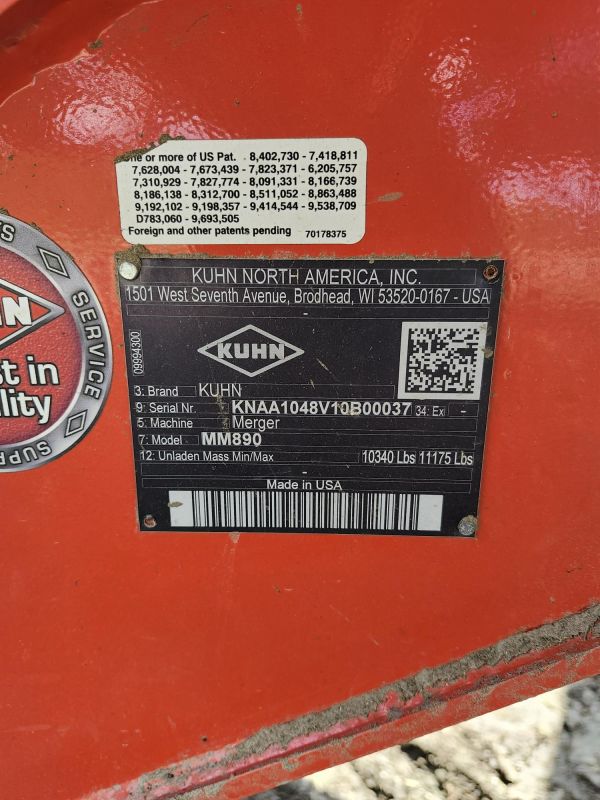 One or more of US Pat. 8,402,730 - 7,418,811
7,628,004 - 7,673,439 - 7,823,371 - 6,205,757
7,310,929 - 7,827,774 - 8,091,331 - 8,166,739
8,186,138 - 8,312,700 - 8,511,052 - 8,863,488
9,192,102 - 9,198,357 - 9,414,544 - 9,538,709
D783,060 - 9,693,505
Foreign and other patents pending 70178375
KUHN NORTH AMERICA, INC.
1501 West Seventh Avenue, Brodhead, WI 53520-0167 - USA
-
09994300
KUHN
3: Brand KUHN
9: Serial Nr. KNAA1048V10B00037 34: Ex -
5: Machine Merger
7: Model MM890
12: Unladen Mass Min/Max 10340 Lbs 11175 Lbs
-
Made in USA
SERVICE
in